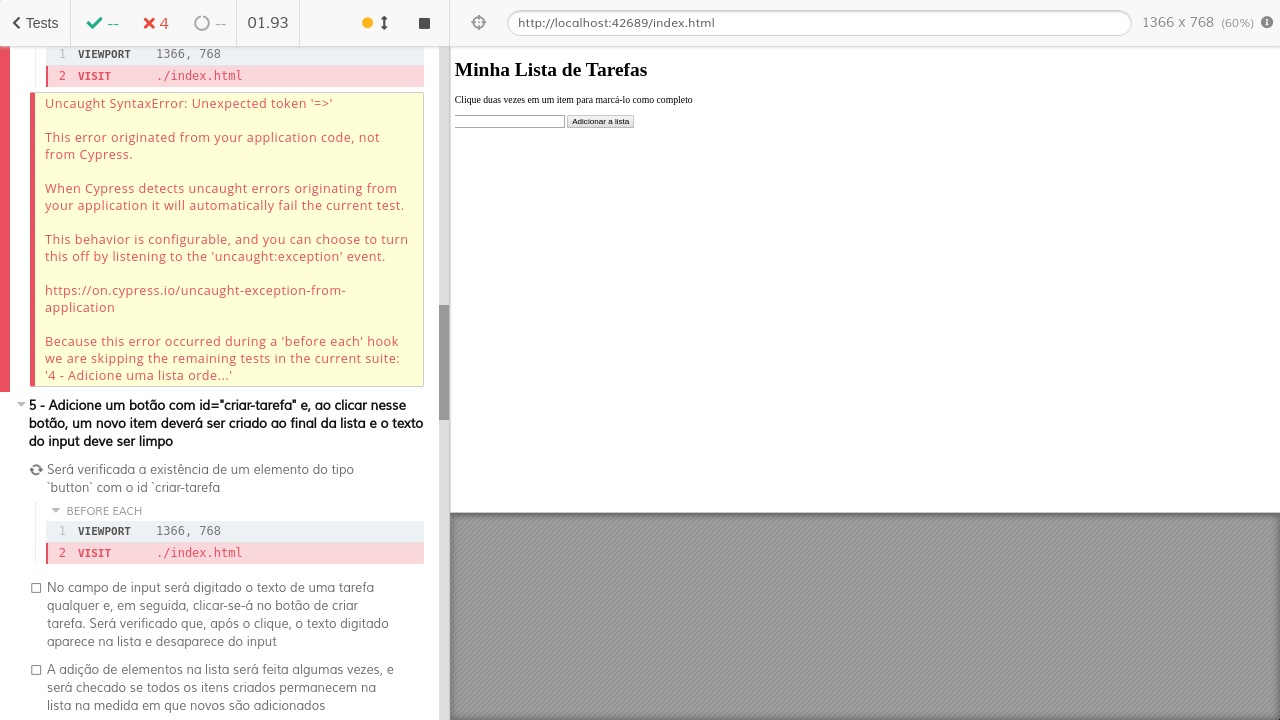 Tests
--
4
--
01.93
http://localhost:42689/index.html
1366 x 768 (60%)
1 VIEWPORT 1366, 768
2 VISIT ./index.html
Uncaught SyntaxError: Unexpected token '=>'
This error originated from your application code, not
from Cypress.
When Cypress detects uncaught errors originating from
your application it will automatically fail the current test.
This behavior is configurable, and you can choose to turn
this off by listening to the 'uncaught:exception' event.
https://on.cypress.io/uncaught-exception-from-
application
Because this error occurred during a 'before each' hook
we are skipping the remaining tests in the current suite:
'4 - Adicione uma lista orde...'
5 - Adicione um botão com id="criar-tarefa" e, ao clicar nesse
botão, um novo item deverá ser criado ao final da lista e o texto
do input deve ser limpo
Será verificada a existência de um elemento do tipo
`button` com o id `criar-tarefa
BEFORE EACH
1 VIEWPORT 1366, 768
2 VISIT ./index.html
No campo de input será digitado o texto de uma tarefa
qualquer e, em seguida, clicar-se-á no botão de criar
tarefa. Será verificado que, após o clique, o texto digitado
aparece na lista e desaparece do input
A adição de elementos na lista será feita algumas vezes, e
será checado se todos os itens criados permecem na
lista na medida em que novos são adicionados
Minha Lista de Tarefas
Clique duas vezes em um item para marcá-lo como completo
Adicionar a lista